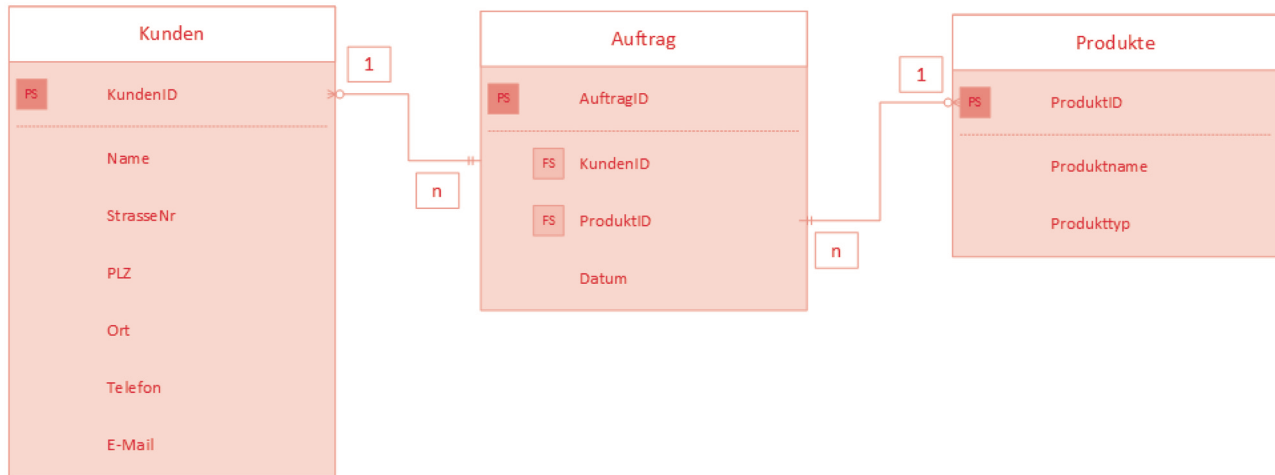 Kunden
PS KundenID
Name
StrasseNr
PLZ
Ort
Telefon
E-Mail
1
n
Auftrag
PS AuftragID
FS KundenID
FS ProduktID
Datum
1
n
Produkte
PS ProduktID
Produktname
Produkttyp